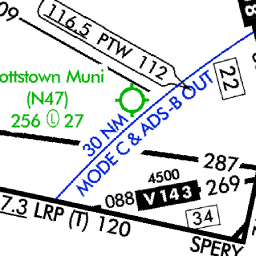 09
116.5 PTW 112
ottstown Muni
(N47)
256 Ⓛ 27
30 NM
MODE C & ADS-B OUT
22
287
4500
088 V143 269
34
7.3 LRP (T) 120
SPERY